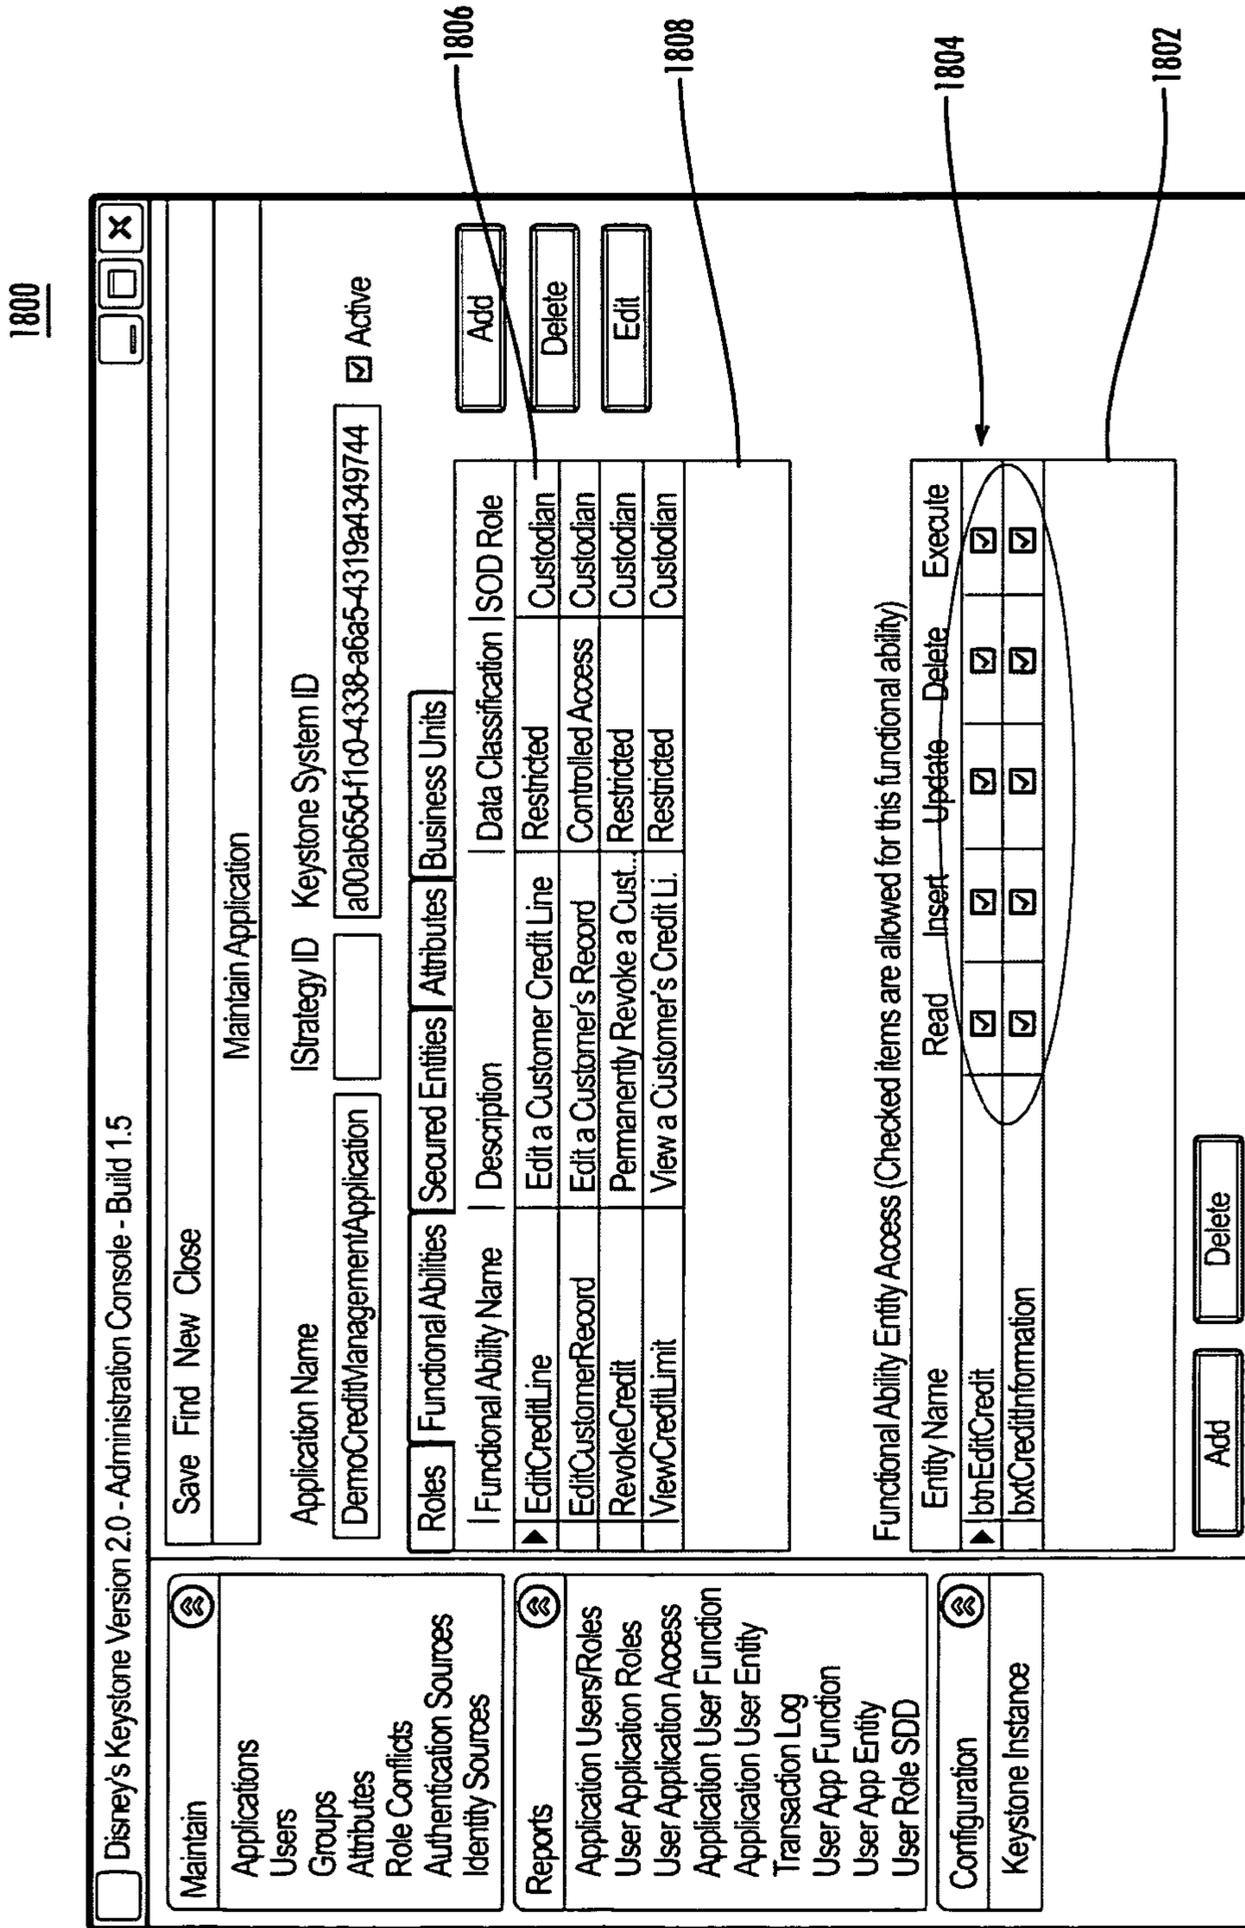 1800
Disney's Keystone Version 2.0 - Administration Console - Build 1.5
Maintain
Applications
Users
Groups
Attributes
Role Conflicts
Authentication Sources
Identity Sources
Reports
Application Users/Roles
User Application Roles
User Application Access
Application User Function
Application User Entity
Transaction Log
User App Function
User App Entity
User Role SDD
Configuration
Keystone Instance
Save Find New Close
Maintain Application
Application Name IStrategy ID Keystone System ID
DemoCreditManagementApplication a00ab65d-f1c0-4338-a6a5-4319a4349744 Active
Roles Functional Abilities Secured Entities Attributes Business Units
Functional Ability Name Description Data Classification SOD Role
EditCreditLine Edit a Customer Credit Line Restricted Custodian
EditCustomerRecord Edit a Customer's Record Controlled Access Custodian
RevokeCredit Permanently Revoke a Cust... Restricted Custodian
ViewCreditLimit View a Customer's Credit Li. Restricted Custodian
Add
Delete
Edit
Functional Ability Entity Access (Checked items are allowed for this functional ability)
Entity Name Read Insert Update Delete Execute
btnEditCredit
bxtCreditInformation
Add Delete
1806
1808
1804
1802